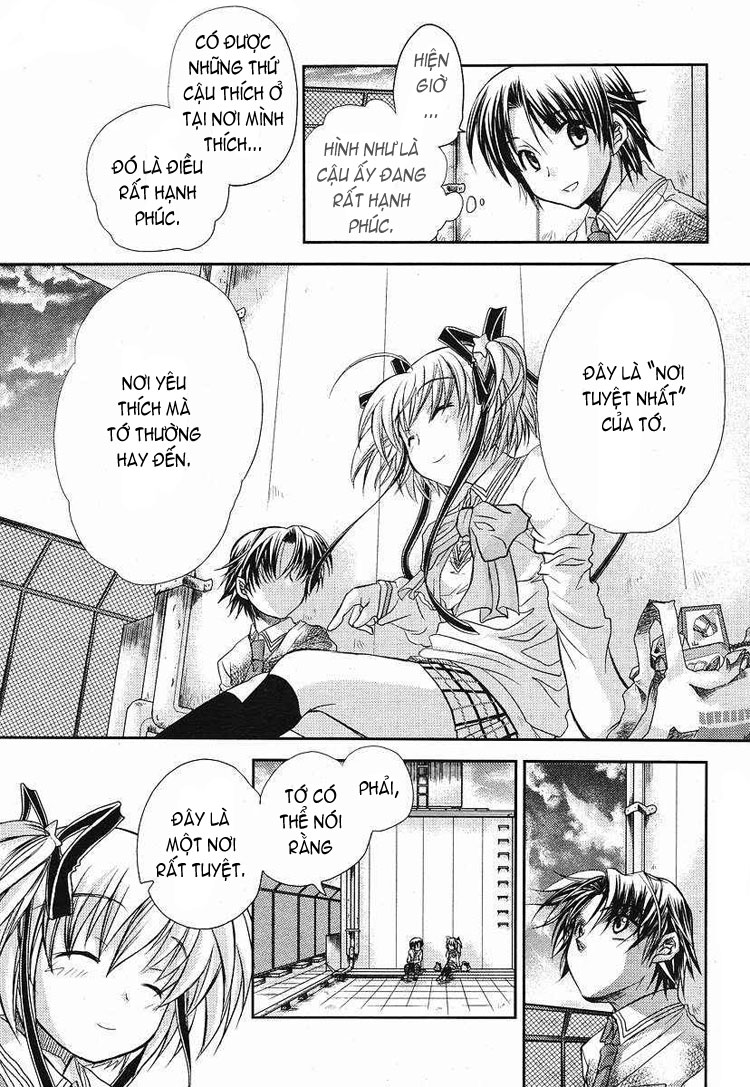 HIỆN
GIỜ
...
HÌNH NHƯ LÀ
CẬU ẤY ĐANG
RẤT HẠNH
PHÚC.
CÓ ĐƯỢC
NHỮNG THỨ
CẬU THÍCH Ở
TẠI NƠI MÌNH
THÍCH...
ĐÓ LÀ ĐIỀU
RẤT HẠNH
PHÚC.
ĐÂY LÀ "NƠI
TUYỆT NHẤT"
CỦA TỚ.
NƠI YÊU
THÍCH MÀ
TỚ THƯỜNG
HAY ĐẾN.
PHẢI,
TỚ CÓ
THỂ NÓI
RẰNG
ĐÂY LÀ
MỘT NƠI
RẤT TUYỆT.